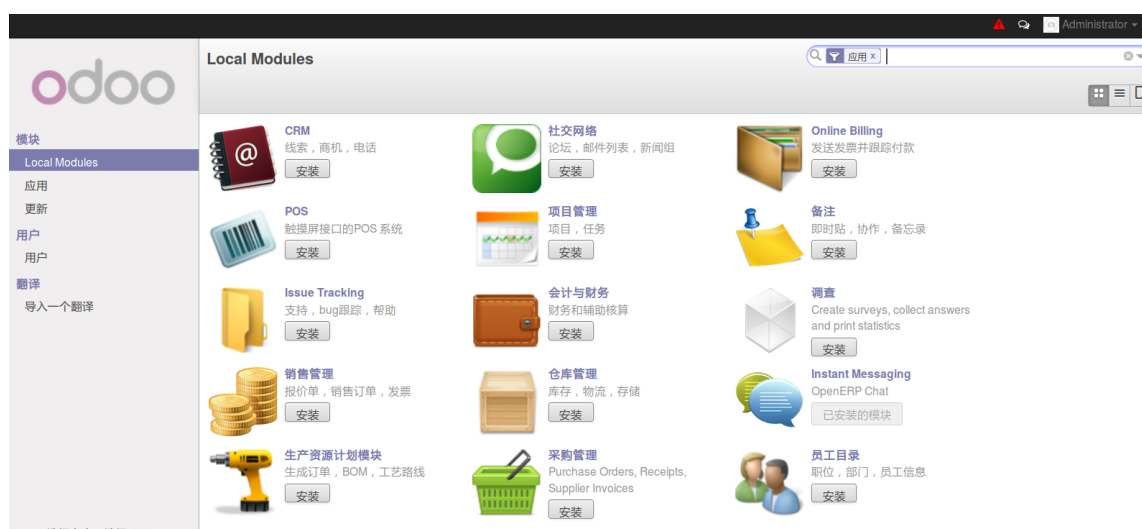 Administrator
odoo
Local Modules
应用 x
模块
Local Modules
应用
更新
用户
用户
翻译
导入一个翻译
CRM
线索，商机，电话
安装
社交网络
论坛，邮件列表，新闻组
安装
Online Billing
发送发票并跟踪付款
安装
POS
触摸屏接口的POS 系统
安装
项目管理
项目，任务
安装
备注
即时贴，协作，备忘录
安装
Issue Tracking
支持，bug跟踪，帮助
安装
会计与财务
财务和辅助核算
安装
调查
Create surveys, collect answers
and print statistics
安装
销售管理
报价单，销售订单，发票
安装
仓库管理
库存，物流，存储
安装
Instant Messaging
OpenERP Chat
已安装的模块
生产资源计划模块
生成订单，BOM，工艺路线
安装
采购管理
Purchase Orders, Receipts,
Supplier Invoices
安装
员工目录
职位，部门，员工信息
安装